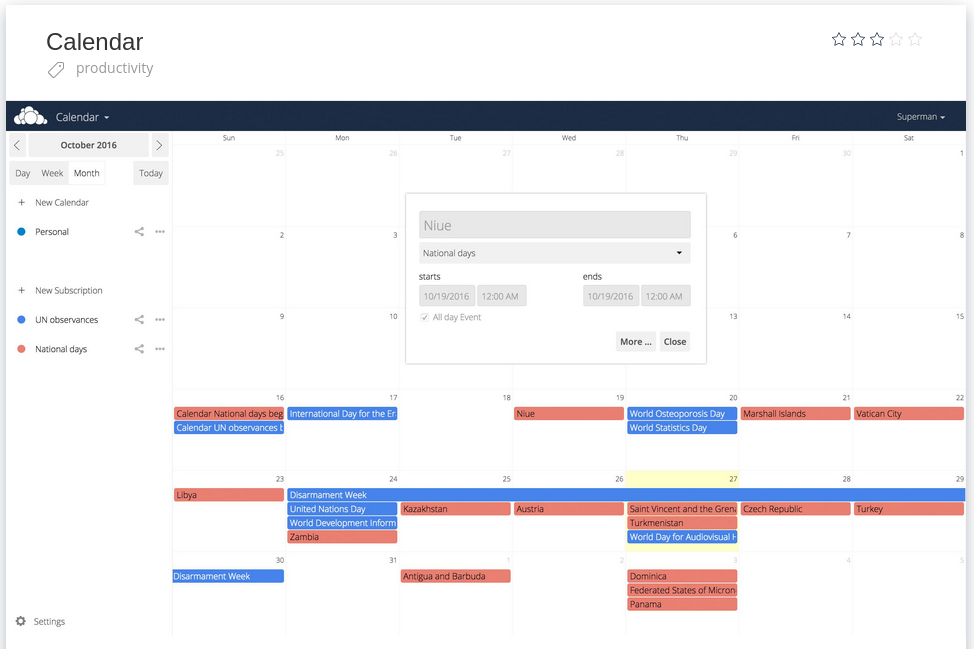 Calendar
productivity
Calendar
Superman
October 2016
Day Week Month Today
+ New Calendar
Personal
+ New Subscription
UN observances
National days
Settings
Sun Mon Tue Wed Thu Fri Sat
25 26 27 28 29 30 1
2 3 6 7 8
9 10 13 14 15
Niue
National days
starts ends
10/19/2016 12:00 AM 10/19/2016 12:00 AM
All day Event
More ... Close
16 17 18 19 20 21 22
Calendar National days beg International Day for the Er Niue World Osteoporosis Day Marshall Islands Vatican City
Calendar UN observances b World Statistics Day
23 24 25 26 27 28 29
Libya Disarmament Week
United Nations Day Kazakhstan Austria Saint Vincent and the Grena Czech Republic Turkey
World Development Inform Turkmenistan
Zambia World Day for Audiovisual H
30 31 1 2 3 4 5
Disarmament Week Antigua and Barbuda Dominica
Federated States of Micron
Panama